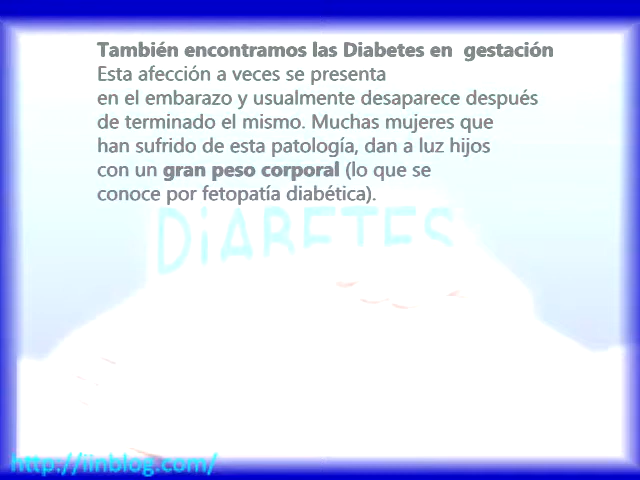 También encontramos las Diabetes en  gestación
Esta afección a veces se presenta
en el embarazo y usualmente desaparece después
de terminado el mismo. Muchas mujeres que
han sufrido de esta patología, dan a luz hijos
con un gran peso corporal (lo que se
conoce por fetopatía diabética).
DiABETES
http://iinblog.com/